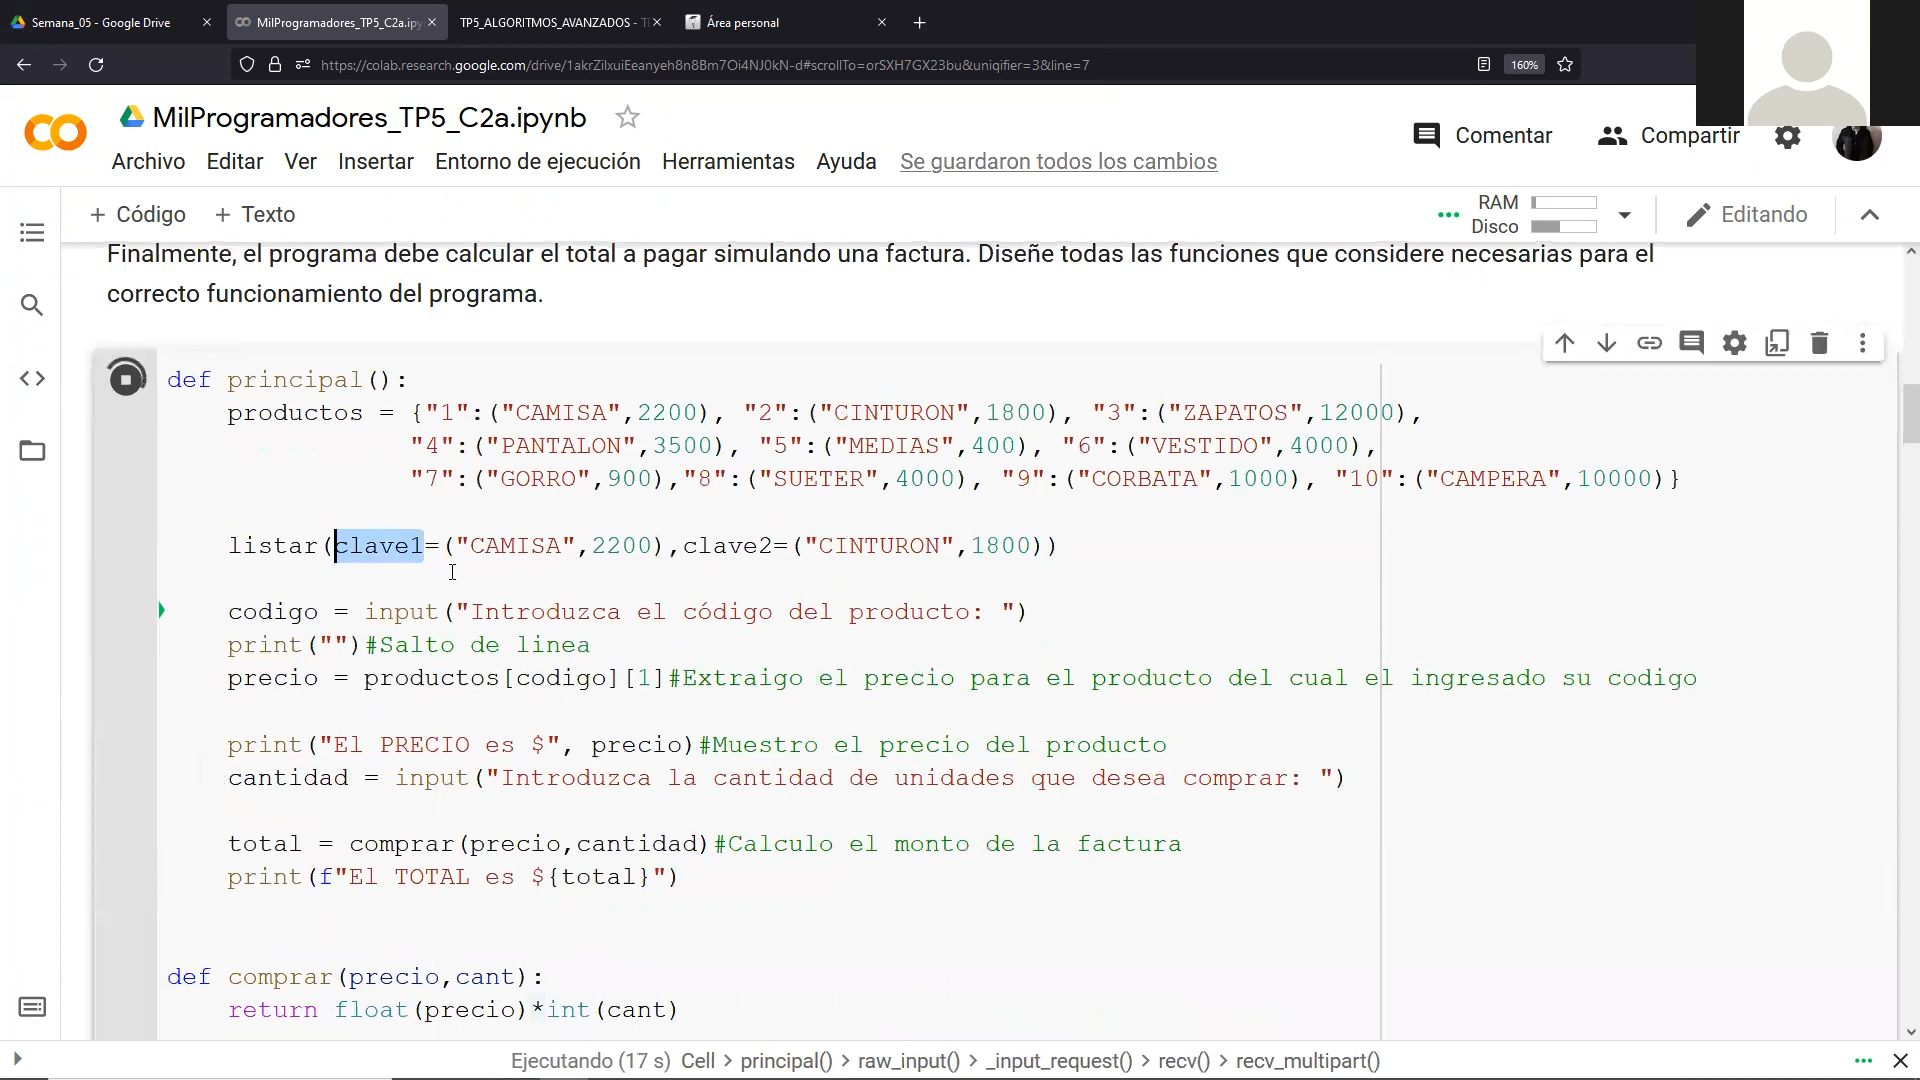 Semana_05 - Google Drive
MilProgramadores_TP5_C2a.ipy
TP5_ALGORITMOS_AVANZADOS - T
Área personal
https://colab.research.google.com/drive/1akrZilxuiEeanyeh8n8Bm7Oi4NJ0kN-d#scrollTo=orSXH7GX23bu&uniqifier=3&line=7
160%
MilProgramadores_TP5_C2a.ipynb
Comentar
Compartir
Archivo Editar Ver Insertar Entorno de ejecución Herramientas Ayuda Se guardaron todos los cambios
+ Código + Texto
RAM
Disco
Editando
Finalmente, el programa debe calcular el total a pagar simulando una factura. Diseñe todas las funciones que considere necesarias para el
correcto funcionamiento del programa.
def principal():
productos = {"1":("CAMISA",2200), "2":("CINTURON",1800), "3":("ZAPATOS",12000),
"4":("PANTALON",3500), "5":("MEDIAS",400), "6":("VESTIDO",4000),
"7":("GORRO",900),"8":("SUETER",4000), "9":("CORBATA",1000), "10":("CAMPERA",10000)}
listar(clave1=("CAMISA",2200),clave2=("CINTURON",1800))
codigo = input("Introduzca el código del producto: ")
print("")#Salto de linea
precio = productos[codigo][1]#Extraigo el precio para el producto del cual el ingresado su codigo
print("El PRECIO es $", precio)#Muestro el precio del producto
cantidad = input("Introduzca la cantidad de unidades que desea comprar: ")
total = comprar(precio,cantidad)#Calculo el monto de la factura
print(f"El TOTAL es ${total}")
def comprar(precio,cant):
return float(precio)*int(cant)
Ejecutando (17 s) Cell > principal() > raw_input() > _input_request() > recv() > recv_multipart()